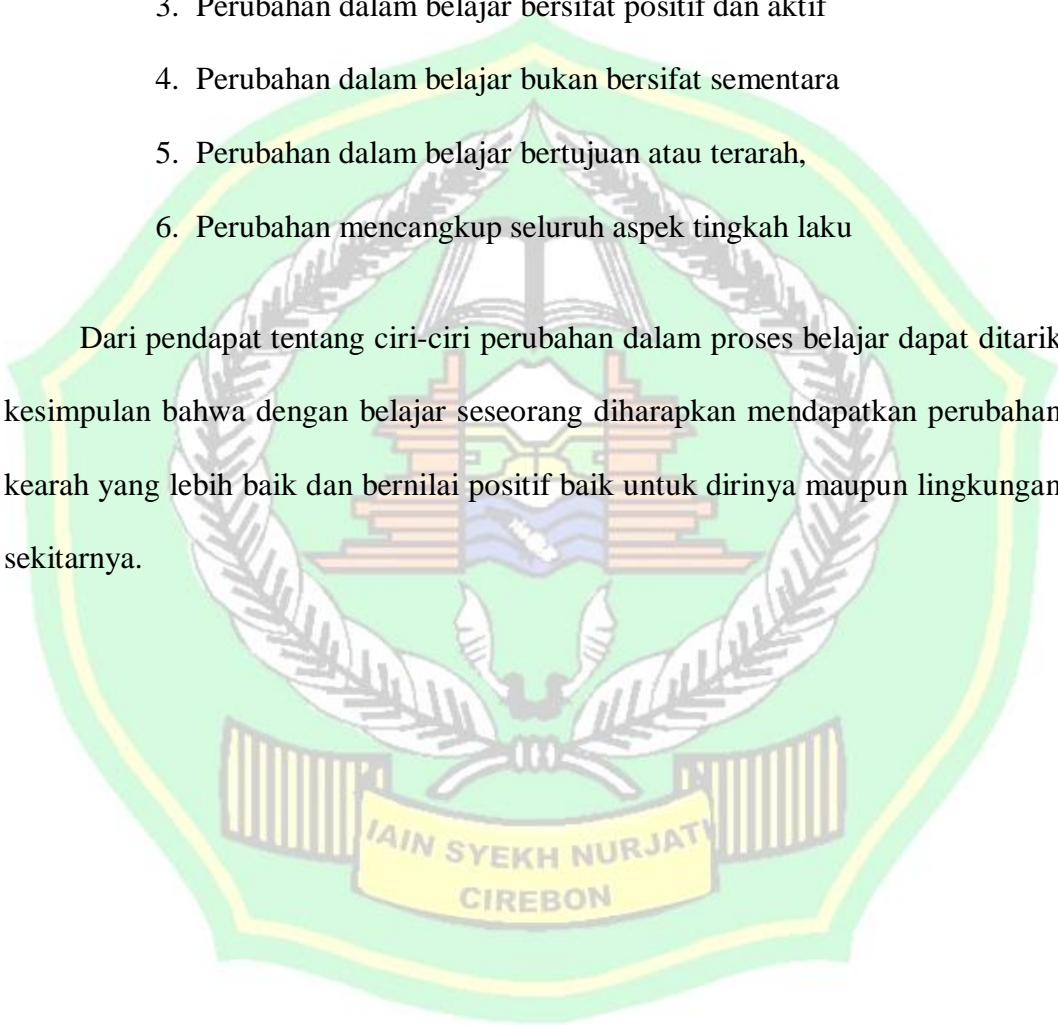 3. Perubahan dalam belajar bersifat positif dan aktif
4. Perubahan dalam belajar bukan bersifat sementara
5. Perubahan dalam belajar bertujuan atau terarah,
6. Perubahan mencangkup seluruh aspek tingkah laku
Dari pendapat tentang ciri-ciri perubahan dalam proses belajar dapat ditarik
kesimpulan bahwa dengan belajar seseorang diharapkan mendapatkan perubahan
kearah yang lebih baik dan bernilai positif baik untuk dirinya maupun lingkungan
sekitarnya.
IAIN SYEKH NURJATI
CIREBON